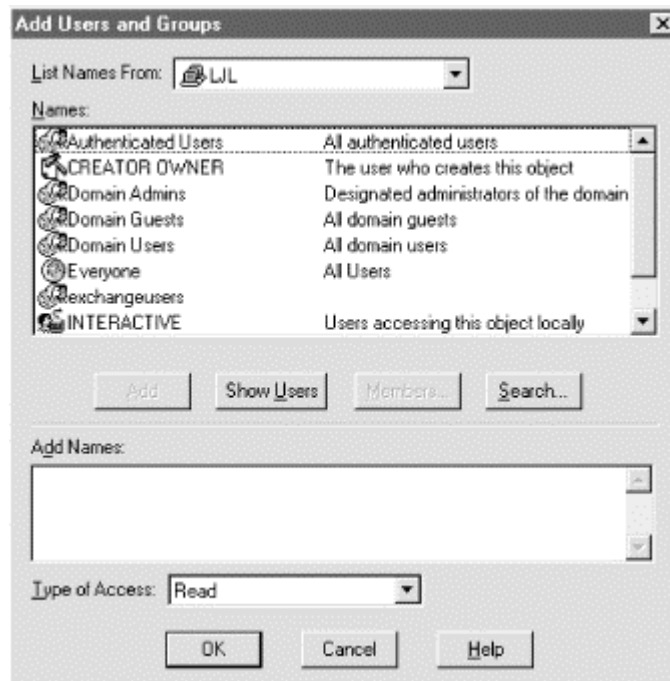 Add Users and Groups
List Names From: LJL
Names:
Authenticated Users All authenticated users
CREATOR OWNER The user who creates this object
Domain Admins Designated administrators of the domain
Domain Guests All domain guests
Domain Users All domain users
Everyone All Users
exchangeusers
INTERACTIVE Users accessing this object locally
Add Show Users Members... Search...
Add Names:
Type of Access: Read
OK Cancel Help